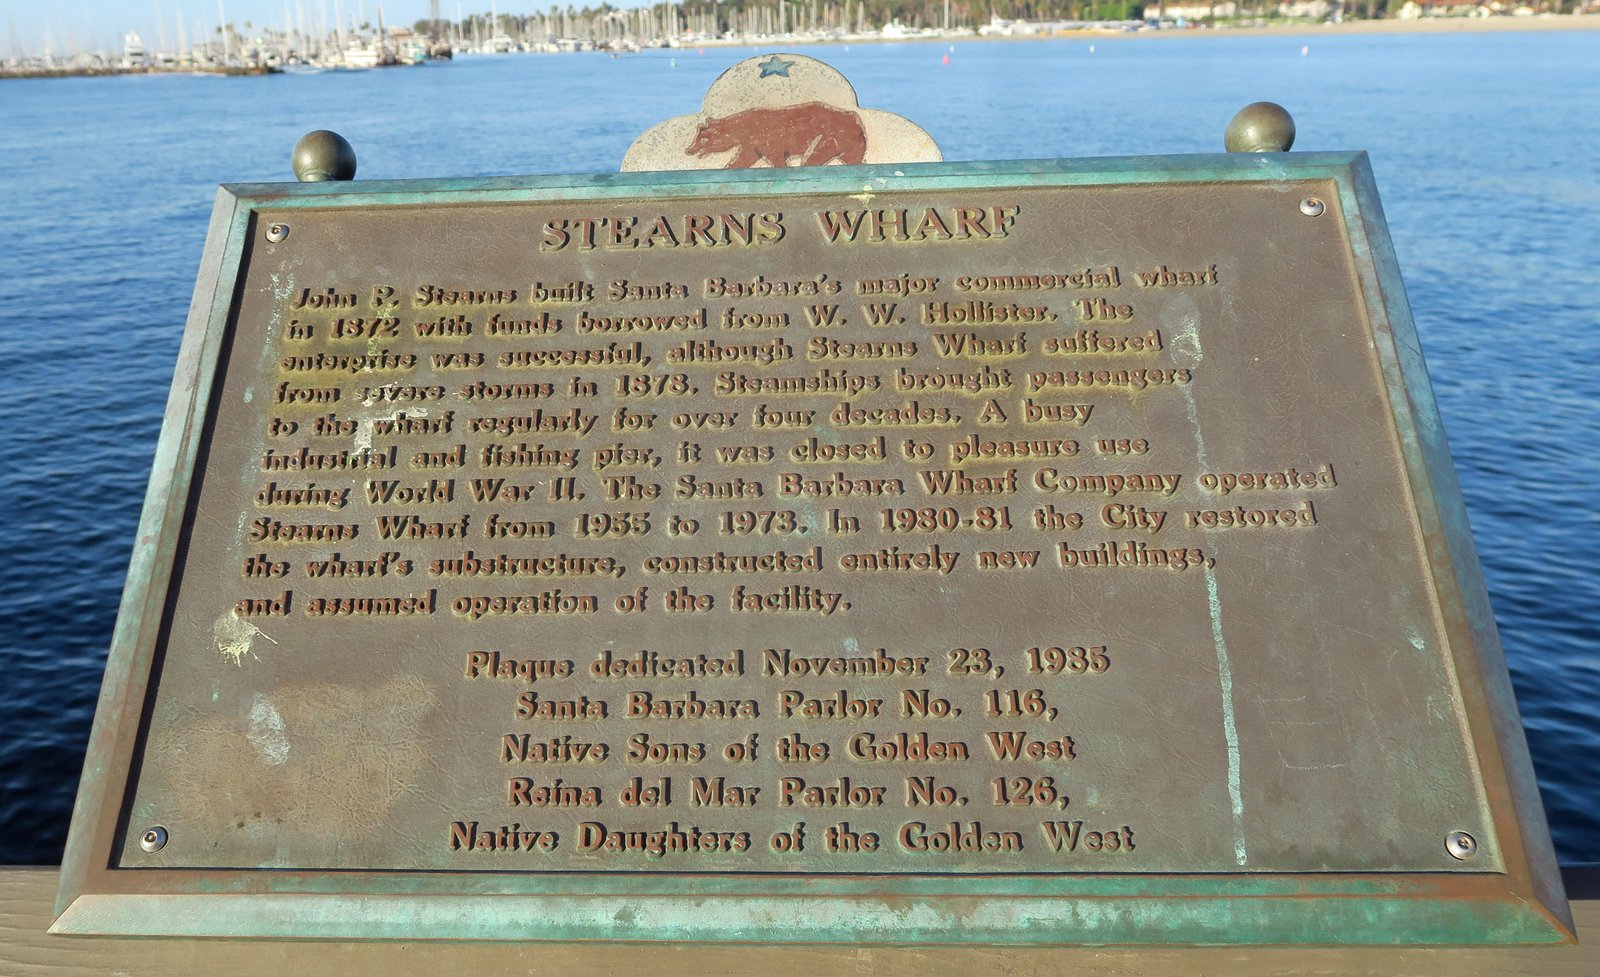 STEARNS WHARF
John P. Stearns built Santa Barbara's major commercial wharf
in 1872 with funds borrowed from W. W. Hollister. The
enterprise was successful, although Stearns Wharf suffered
from severe storms in 1878. Steamships brought passengers
to the wharf regularly for over four decades. A busy
industrial and fishing pier, it was closed to pleasure use
during World War II. The Santa Barbara Wharf Company operated
Stearns Wharf from 1955 to 1973. In 1980-81 the City restored
the wharf's substructure, constructed entirely new buildings,
and assumed operation of the facility.
Plaque dedicated November 23, 1985
Santa Barbara Parlor No. 116,
Native Sons of the Golden West
Reina del Mar Parlor No. 126,
Native Daughters of the Golden West